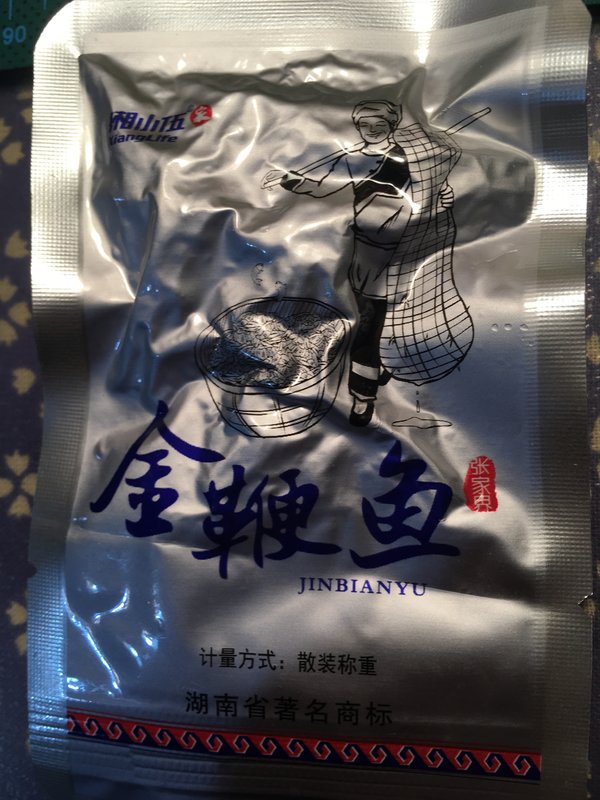 90
湘山伍
XiangLife
金鞭鱼
张家界
JINBIANYU
计量方式：散装称重
湖南省著名商标